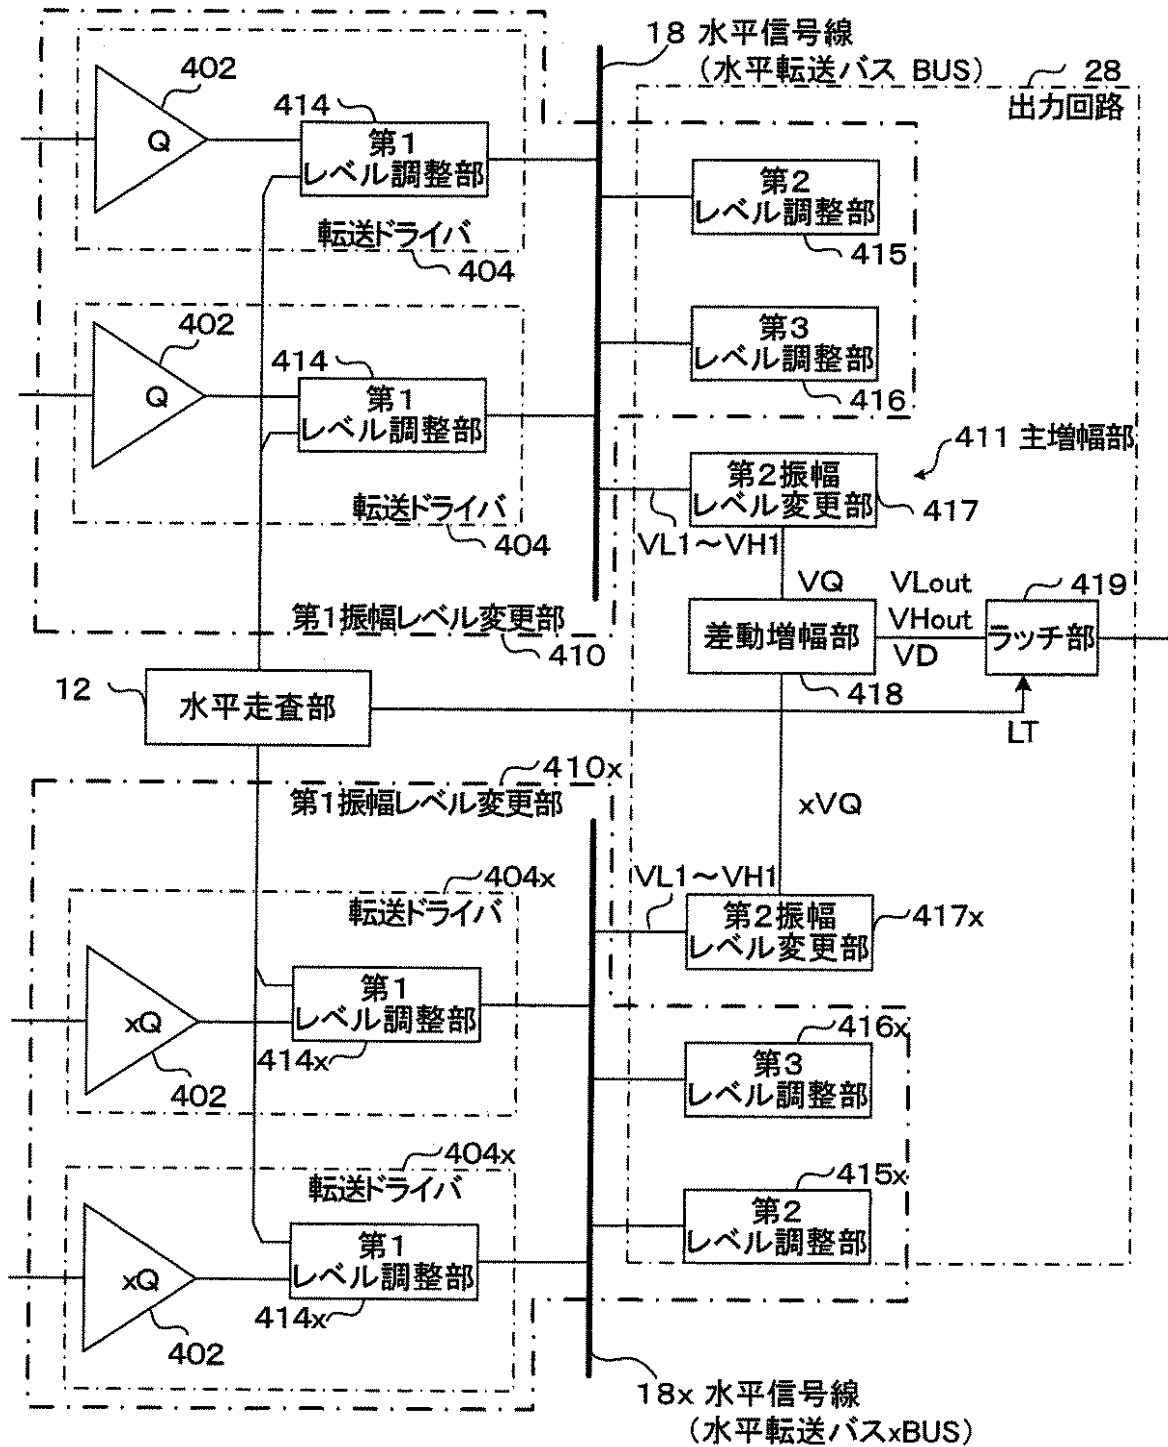 18 水平信号線
(水平転送バス BUS)
28
出力回路
402
Q
414
第1
レベル調整部
転送ドライバ
404
第2
レベル調整部
415
402
Q
414
第1
レベル調整部
転送ドライバ
404
第3
レベル調整部
416
411 主増幅部
第2振幅
レベル変更部
417
VL1～VH1
VQ
第1振幅レベル変更部
410
差動増幅部
418
VLout
VHout
VD
419
ラッチ部
LT
12
水平走査部
410x
第1振幅レベル変更部
xVQ
VL1～VH1
第2振幅
レベル変更部
417x
404x
転送ドライバ
xQ
402
第1
レベル調整部
414x
416x
第3
レベル調整部
404x
転送ドライバ
xQ
402
第1
レベル調整部
414x
415x
第2
レベル調整部
18x 水平信号線
(水平転送バスxBUS)